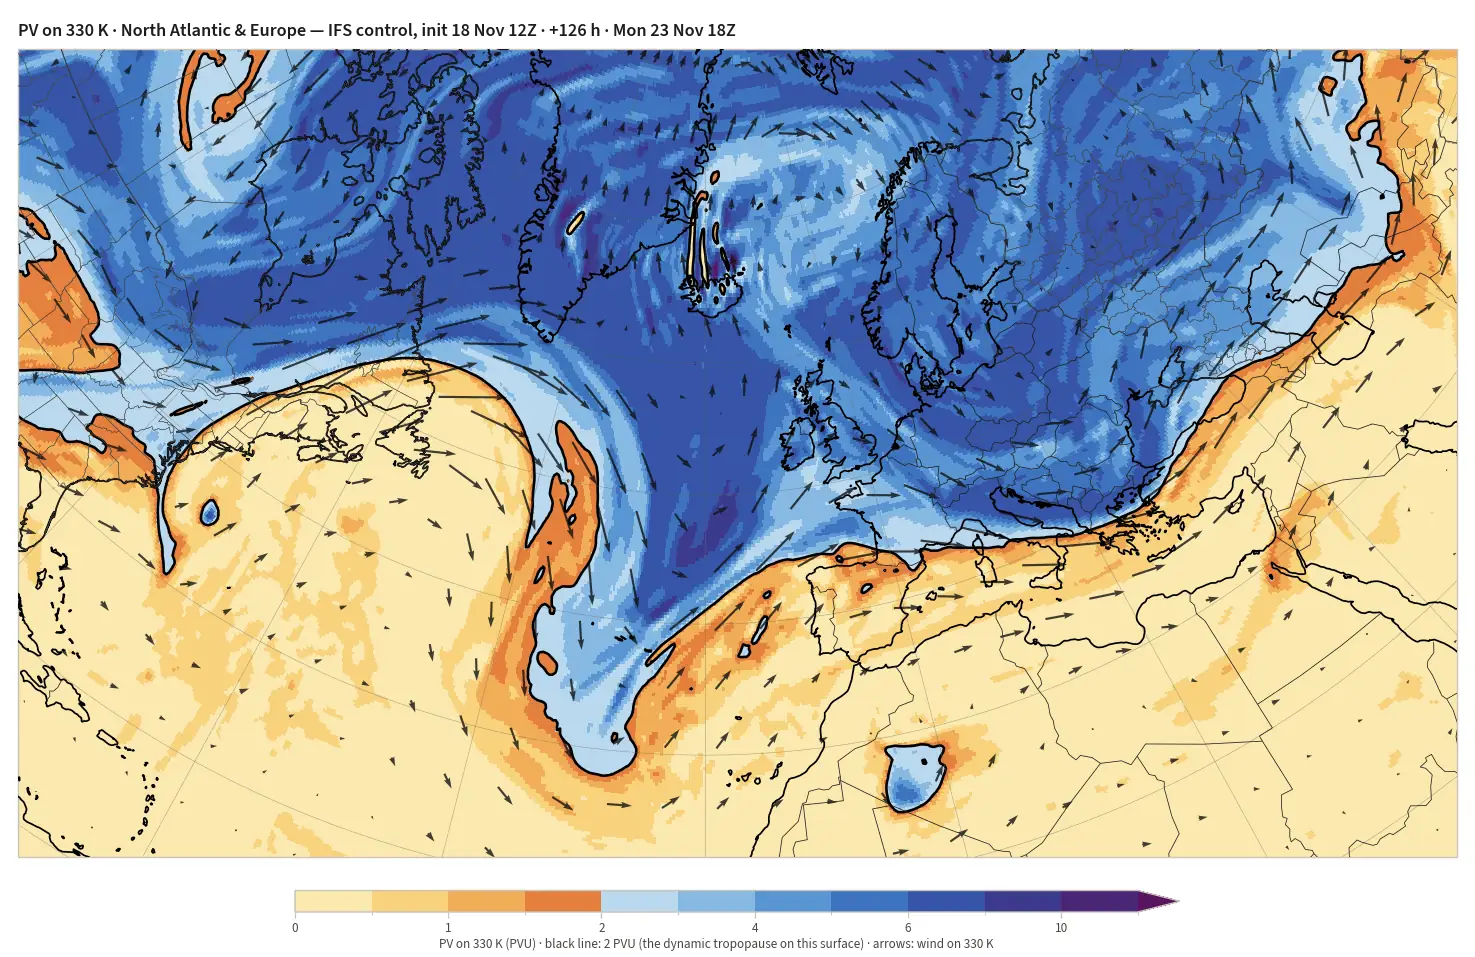 PV on 330 K · North Atlantic & Europe — IFS control, init 18 Nov 12Z · +126 h · Mon 23 Nov 18Z
0 1 2 4 6 10
PV on 330 K (PVU) · black line: 2 PVU (the dynamic tropopause on this surface) · arrows: wind on 330 K